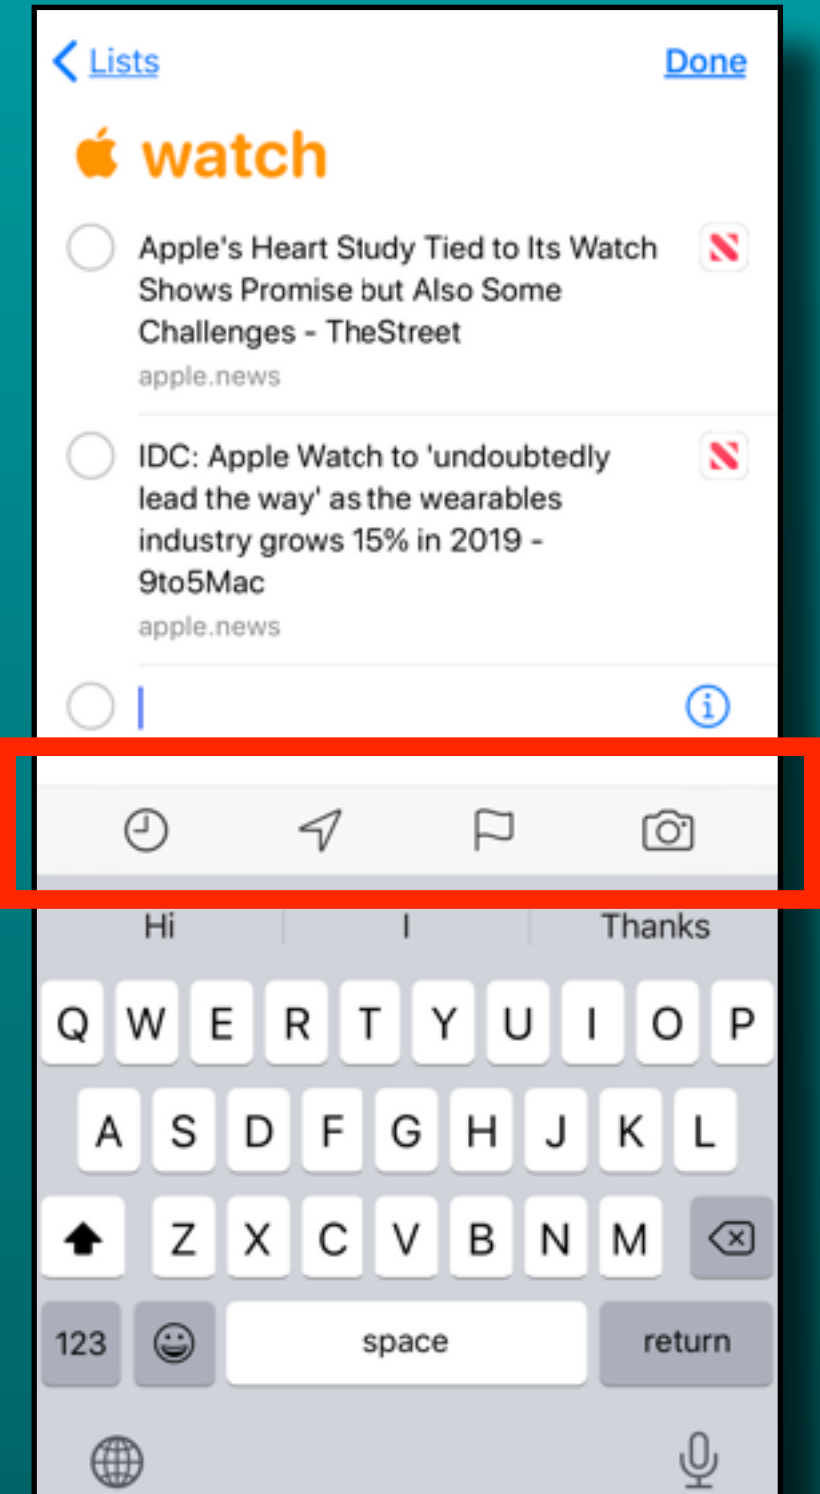 Lists
Done
watch
Apple's Heart Study Tied to Its Watch
Shows Promise but Also Some
Challenges - TheStreet
apple.news
IDC: Apple Watch to 'undoubtedly
lead the way' as the wearables
industry grows 15% in 2019 -
9to5Mac
apple.news
Hi I Thanks
Q W E R T Y U I O P
A S D F G H J K L
Z X C V B N M
123 space return